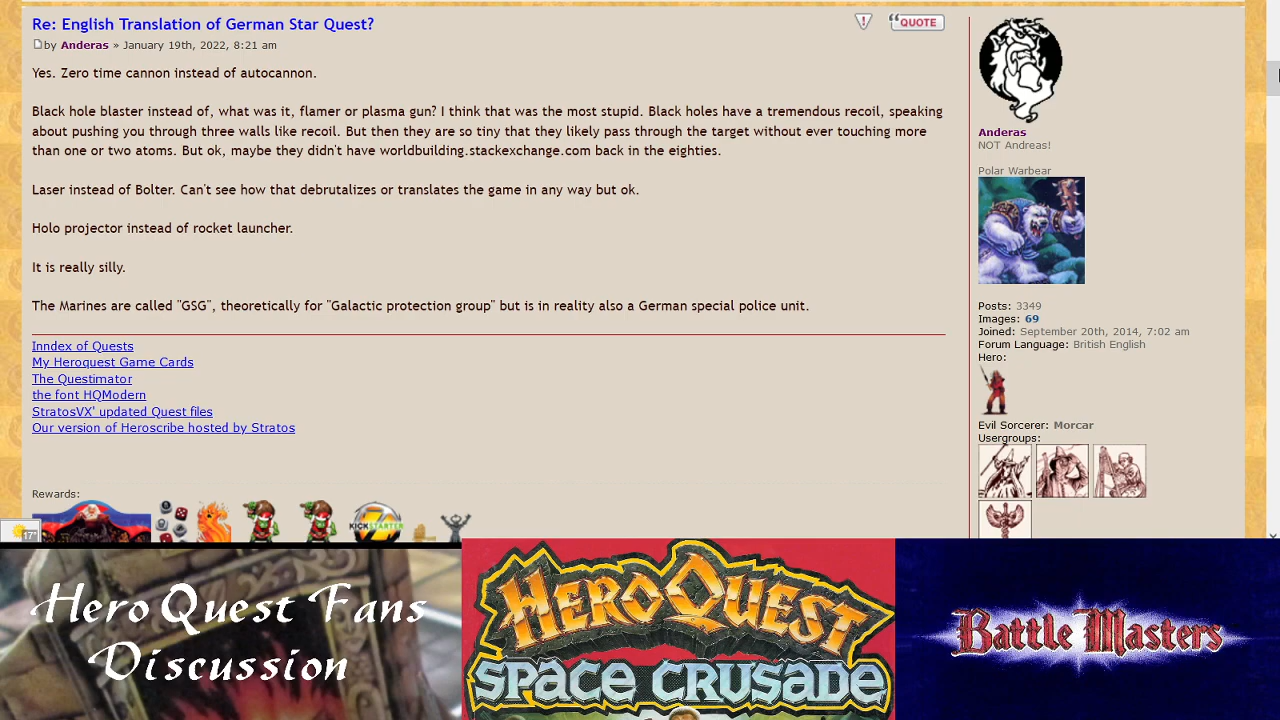 Re: English Translation of German Star Quest?
QUOTE
by Anderas » January 19th, 2022, 8:21 am
Yes. Zero time cannon instead of autocannon.
Black hole blaster instead of, what was it, flamer or plasma gun? I think that was the most stupid. Black holes have a tremendous recoil, speaking
about pushing you through three walls like recoil. But then they are so tiny that they likely pass through the target without ever touching more
than one or two atoms. But ok, maybe they didn't have worldbuilding.stackexchange.com back in the eighties.
Laser instead of Bolter. Can't see how that debrutalizes or translates the game in any way but ok.
Holo projector instead of rocket launcher.
It is really silly.
The Marines are called "GSG", theoretically for "Galactic protection group" but is in reality also a German special police unit.
Inndex of Quests
My Heroquest Game Cards
The Questimator
the font HQModern
StratosVX' updated Quest files
Our version of Heroscribe hosted by Stratos
Rewards:
KICKSTARTER
Anderas
NOT Andreas!
Polar Warbear
Posts: 3349
Images: 69
Joined: September 20th, 2014, 7:02 am
Forum Language: British English
Hero:
Evil Sorcerer: Morcar
Usergroups:
17°
HeroQuest Fans
Discussion
HEROQUEST
SPACE CRUSADE
Battle Masters